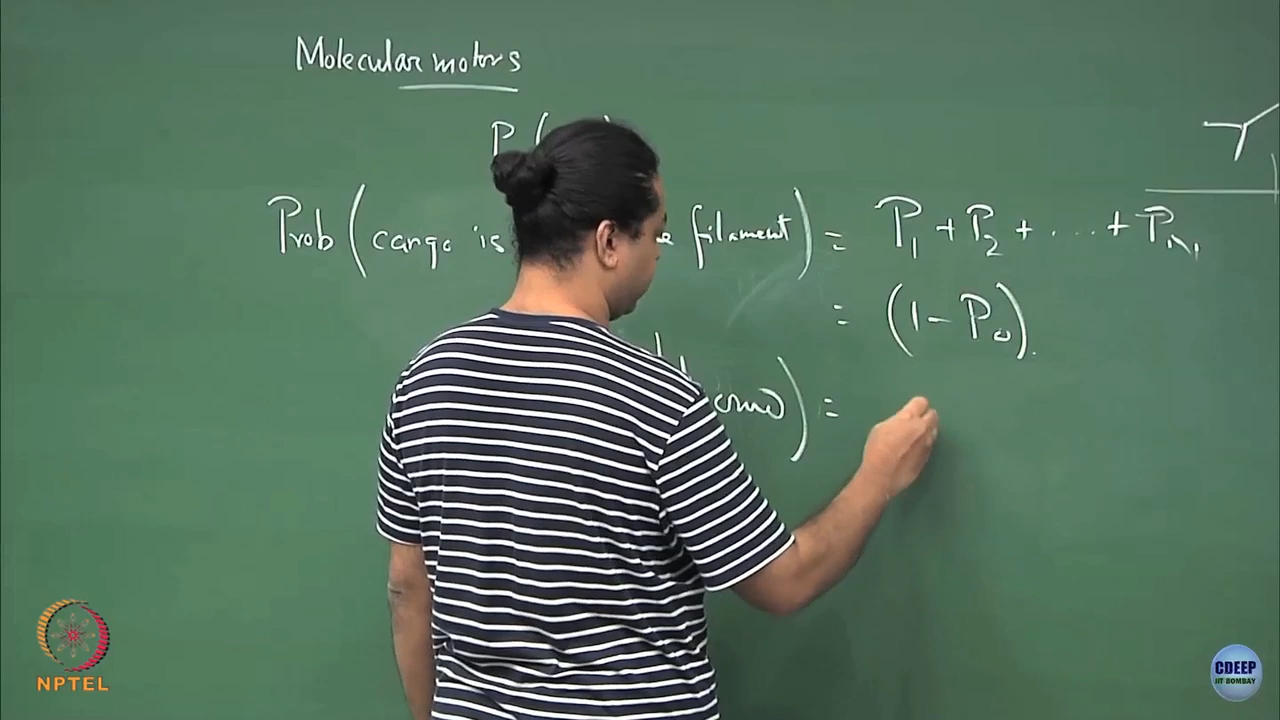 Molecular motors
P (
Prob ( cargo is filament ) = P₁ + P₂ + .... + P_N
= (1 - P₀).
) =
NPTEL
CDEEP
IIT BOMBAY